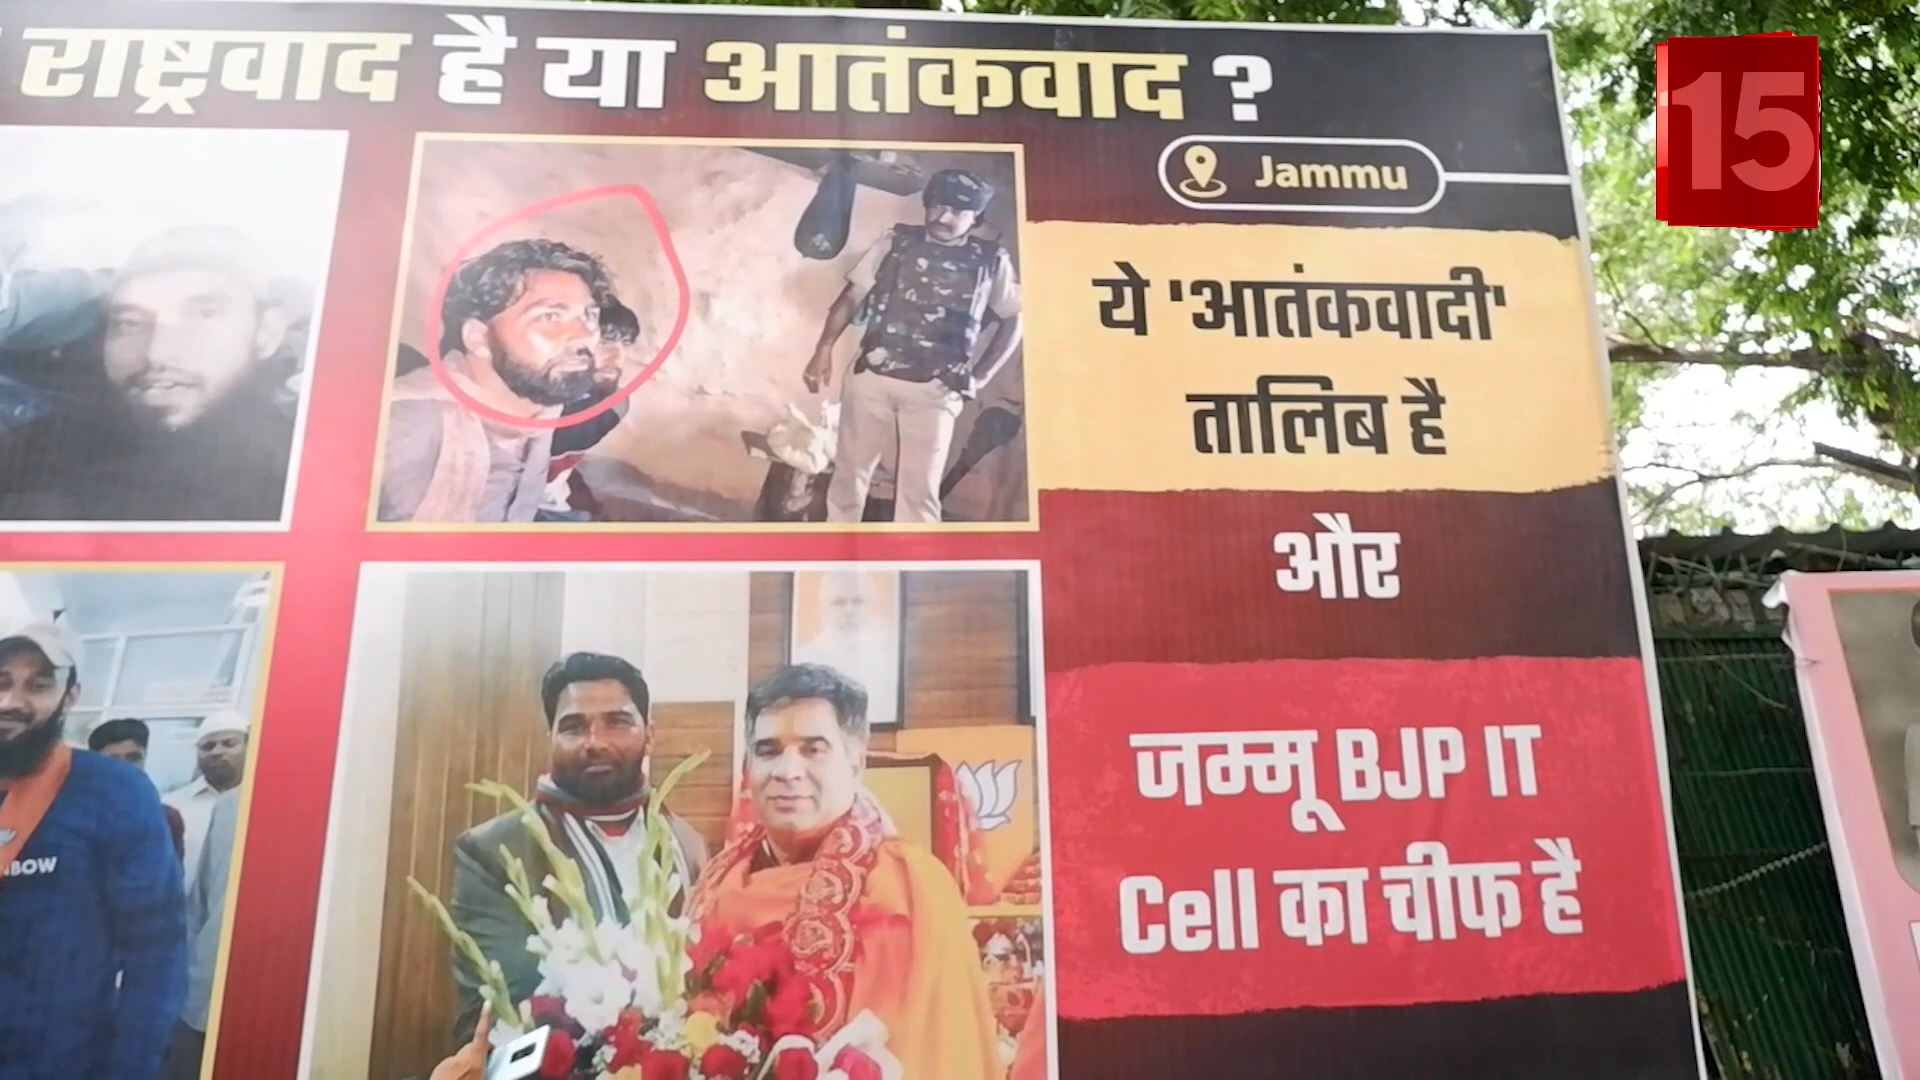 राष्ट्रवाद है या आतंकवाद ?
15
Jammu
ये 'आतंकवादी'
तालिब है
और
जम्मू BJP IT
Cell का चीफ है
NBOW